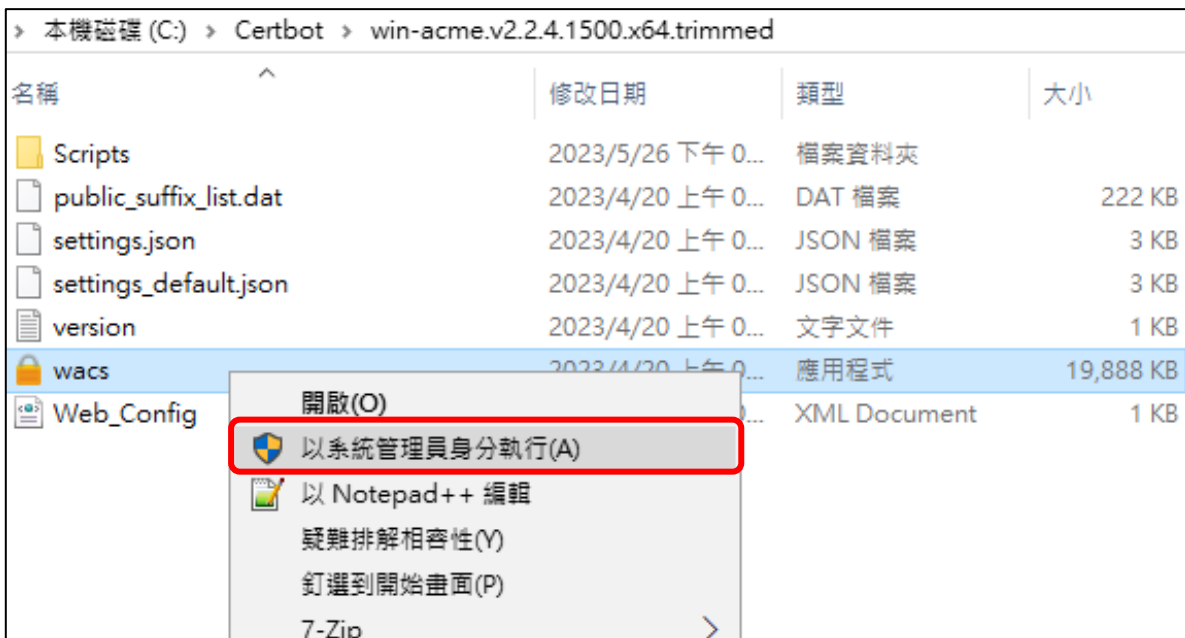 > 本機磁碟 (C:) > Certbot > win-acme.v2.2.4.1500.x64.trimmed
名稱 修改日期 類型 大小
Scripts 2023/5/26 下午 0... 檔案資料夾
public_suffix_list.dat 2023/4/20 上午 0... DAT 檔案 222 KB
settings.json 2023/4/20 上午 0... JSON 檔案 3 KB
settings_default.json 2023/4/20 上午 0... JSON 檔案 3 KB
version 2023/4/20 上午 0... 文字文件 1 KB
wacs 2023/4/20 上午 0... 應用程式 19,888 KB
Web_Config ... XML Document 1 KB
開啟(O)
以系統管理員身分執行(A)
以 Notepad++ 編輯
疑難排解相容性(Y)
釘選到開始畫面(P)
7-Zip